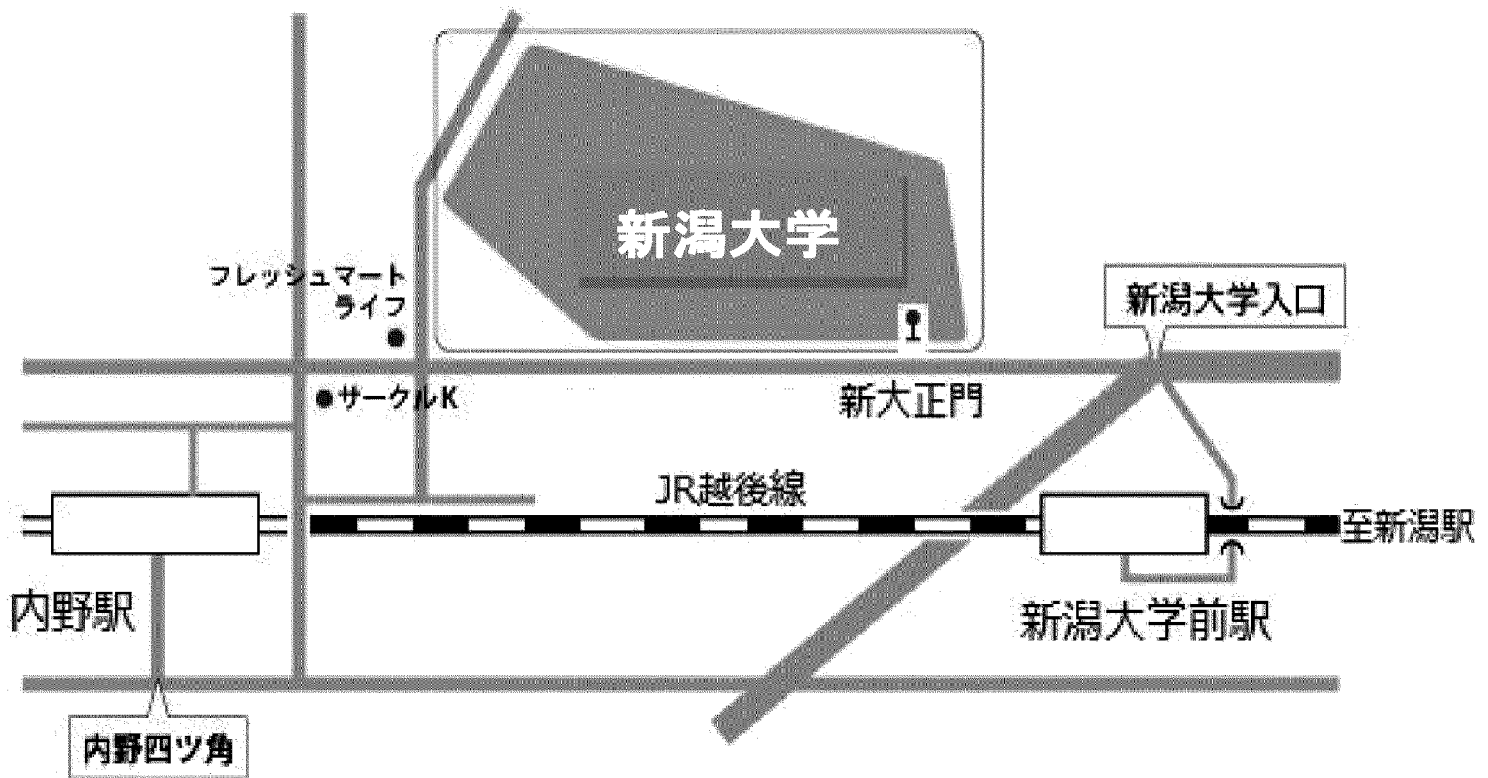 新潟大学
フレッシュマート
ライフ
新潟大学入口
サークルK
新大正門
JR越後線
至新潟駅
内野駅
新潟大学前駅
内野四ツ角